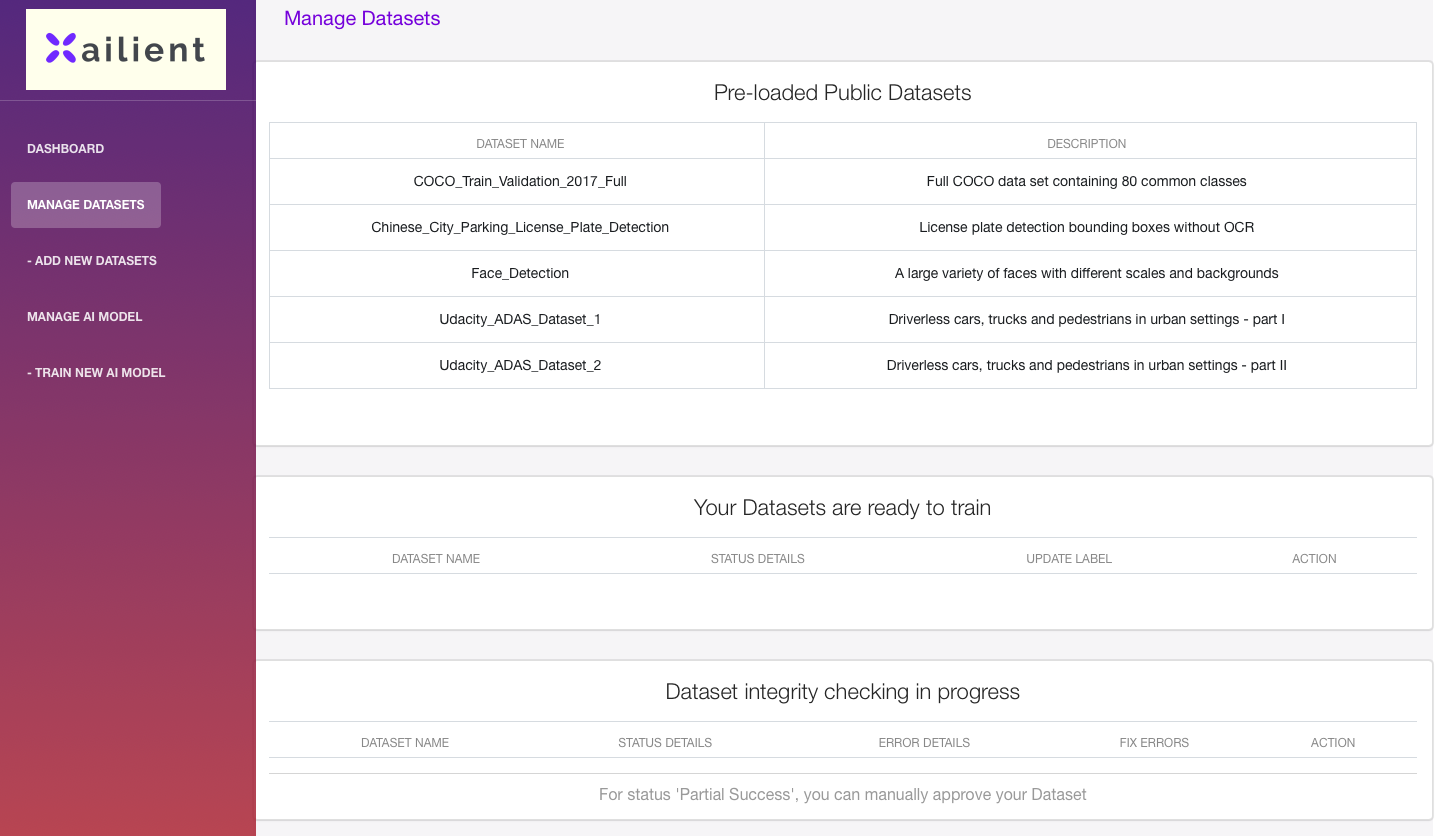 Xailient
DASHBOARD
MANAGE DATASETS
- ADD NEW DATASETS
MANAGE AI MODEL
- TRAIN NEW AI MODEL
Manage Datasets
Pre-loaded Public Datasets
DATASET NAME DESCRIPTION
COCO_Train_Validation_2017_Full Full COCO data set containing 80 common classes
Chinese_City_Parking_License_Plate_Detection License plate detection bounding boxes without OCR
Face_Detection A large variety of faces with different scales and backgrounds
Udacity_ADAS_Dataset_1 Driverless cars, trucks and pedestrians in urban settings - part I
Udacity_ADAS_Dataset_2 Driverless cars, trucks and pedestrians in urban settings - part II
Your Datasets are ready to train
DATASET NAME STATUS DETAILS UPDATE LABEL ACTION
Dataset integrity checking in progress
DATASET NAME STATUS DETAILS ERROR DETAILS FIX ERRORS ACTION
For status 'Partial Success', you can manually approve your Dataset